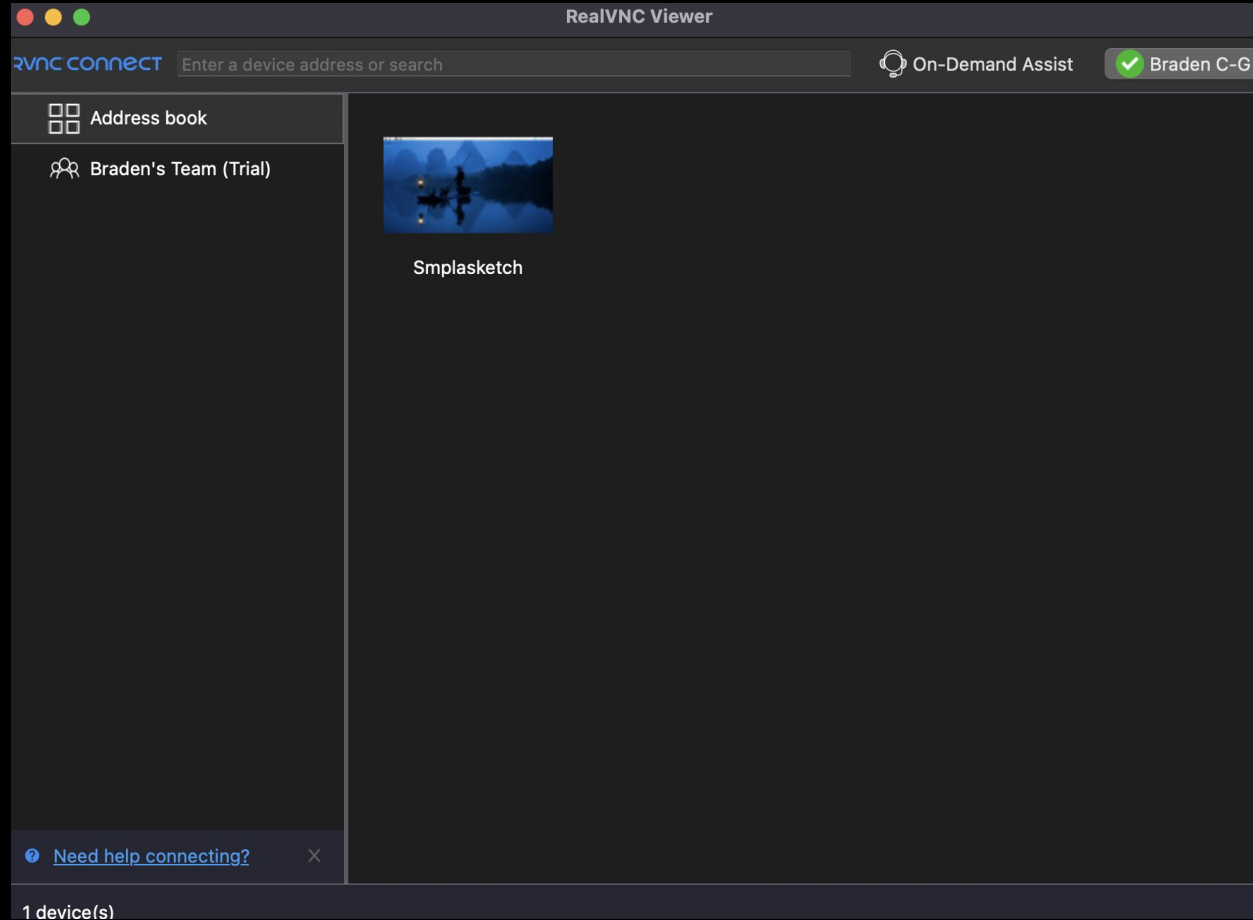 RealVNC Viewer
RVNC CONNECT Enter a device address or search On-Demand Assist Braden C-G
Address book
Braden's Team (Trial)
Smplasketch
Need help connecting?
1 device(s)